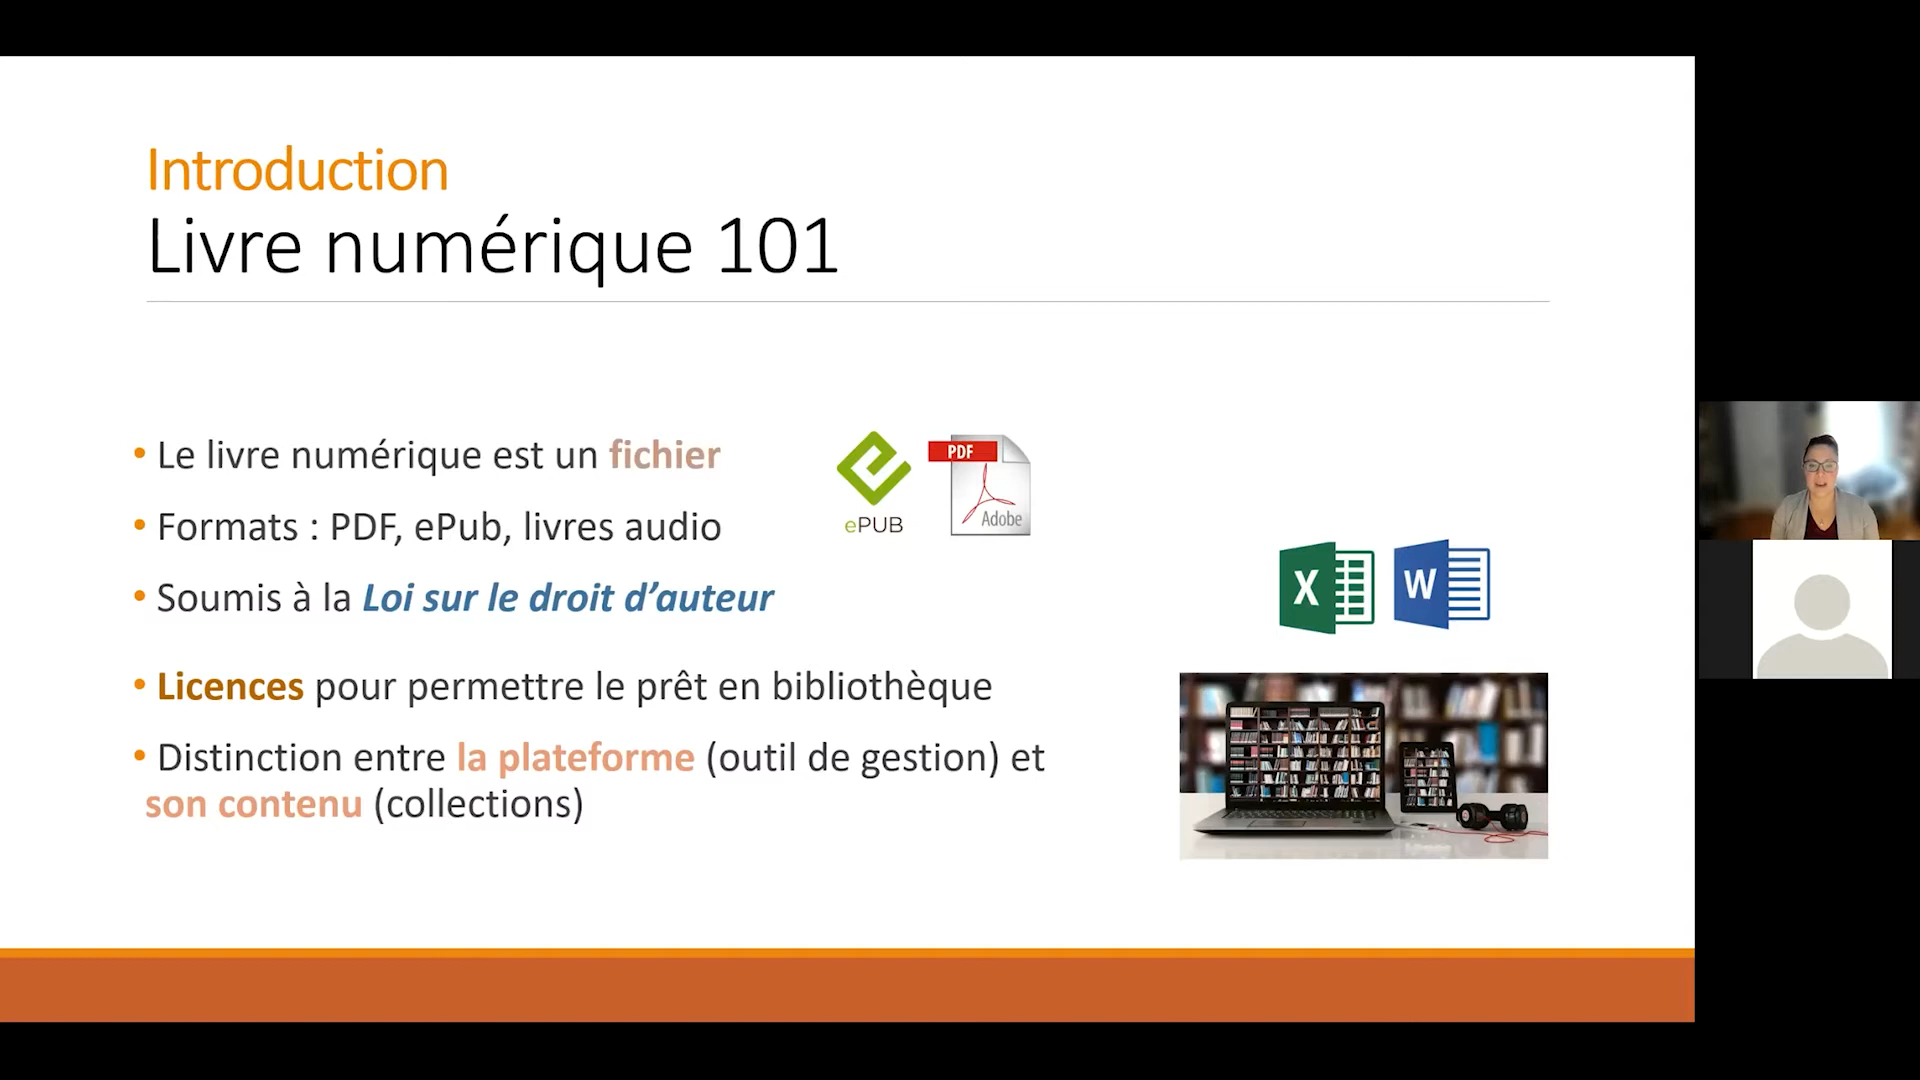 Introduction
Livre numérique 101
• Le livre numérique est un fichier
• Formats : PDF, ePub, livres audio
• Soumis à la Loi sur le droit d’auteur
• Licences pour permettre le prêt en bibliothèque
• Distinction entre la plateforme (outil de gestion) et
son contenu (collections)
ePUB
PDF
Adobe
X
W